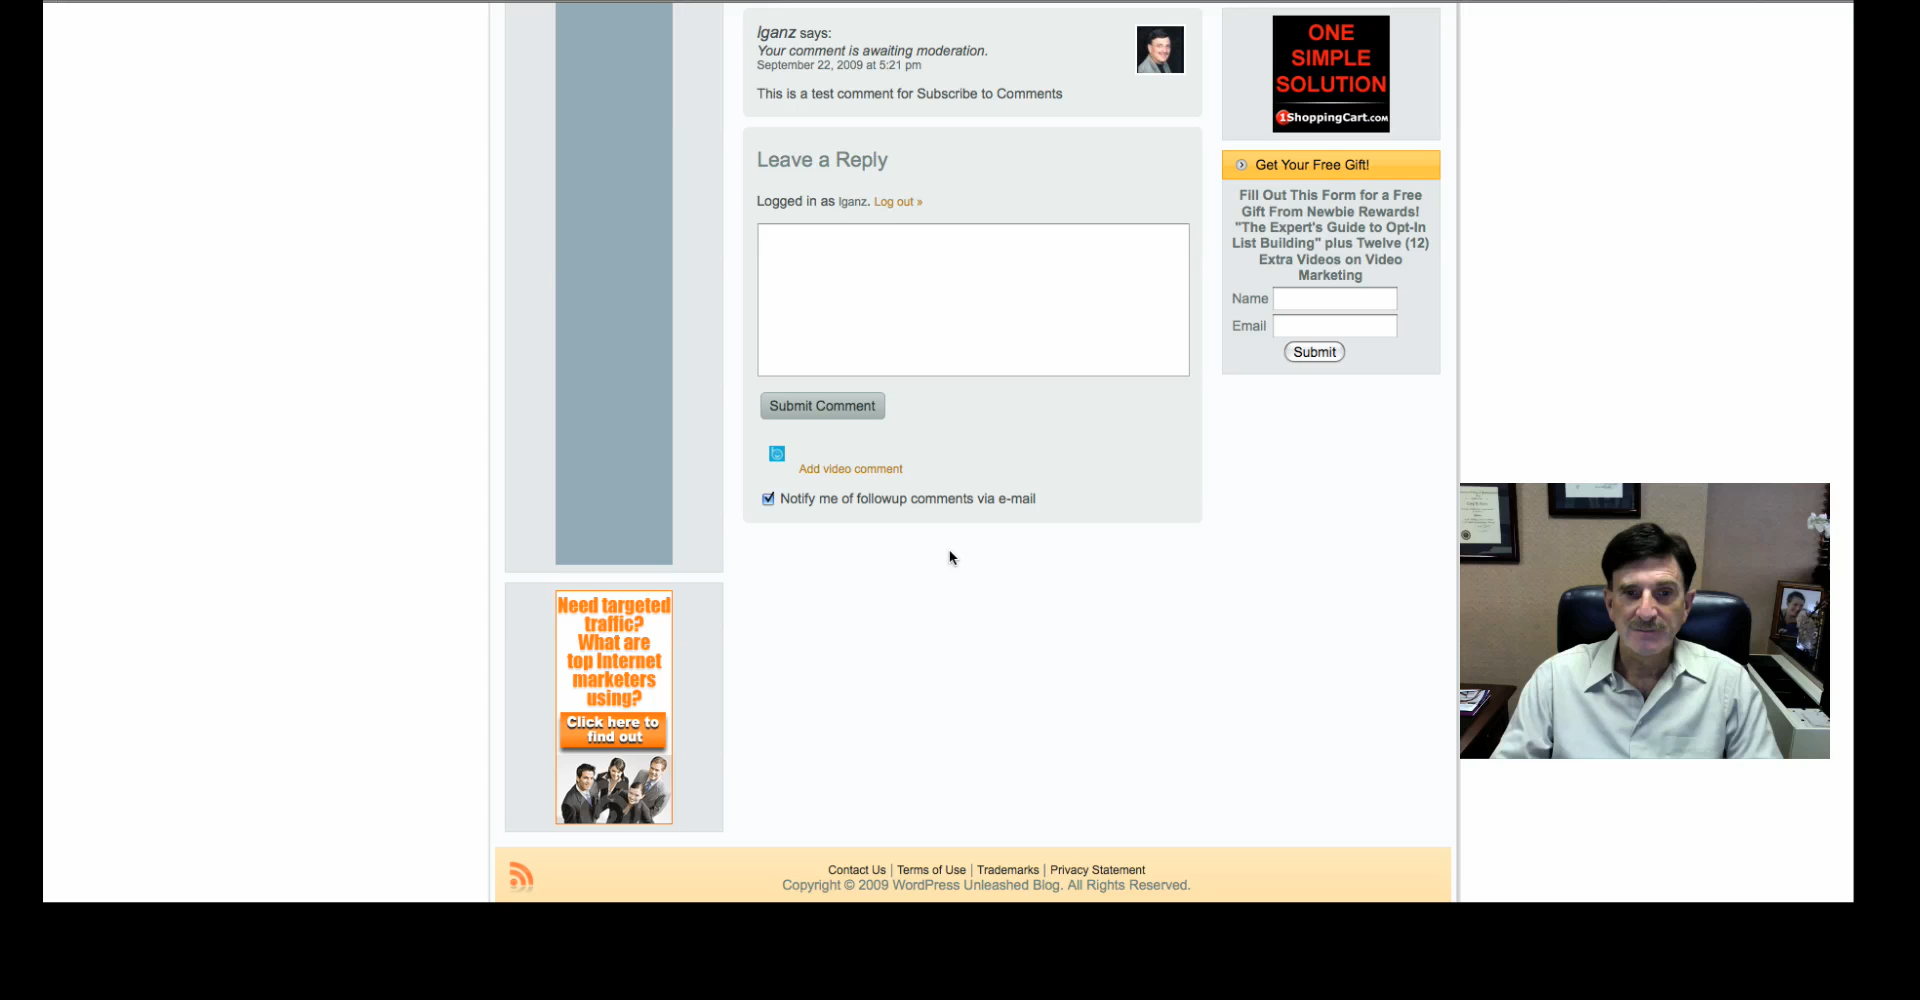 lganz says:
Your comment is awaiting moderation.
September 22, 2009 at 5:21 pm
This is a test comment for Subscribe to Comments
Leave a Reply
Logged in as lganz. Log out »
Submit Comment
Add video comment
Notify me of followup comments via e-mail
ONE
SIMPLE
SOLUTION
1ShoppingCart.com
Get Your Free Gift!
Fill Out This Form for a Free
Gift From Newbie Rewards!
"The Expert's Guide to Opt-In
List Building" plus Twelve (12)
Extra Videos on Video
Marketing
Name
Email
Submit
Need targeted
traffic?
What are
top Internet
marketers
using?
Click here to
find out
Contact Us | Terms of Use | Trademarks | Privacy Statement
Copyright © 2009 WordPress Unleashed Blog. All Rights Reserved.